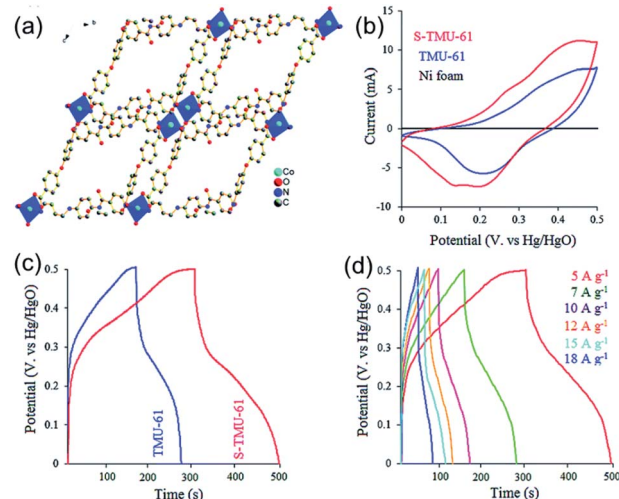 (a)
b
c
Co
O
N
C
(b)
S-TMU-61
TMU-61
Ni foam
Current (mA)
15
10
5
0
-5
-10
0
0.1
0.2
0.3
0.4
0.5
Potential (V. vs Hg/HgO)
(c)
Potential (V. vs Hg/HgO)
0.5
0.4
0.3
0.2
0.1
0
TMU-61
S-TMU-61
100
200
300
400
500
Time (s)
(d)
Potential (V. vs Hg/HgO)
0.5
0.4
0.3
0.2
0.1
0
5 A g-1
7 A g-1
10 A g-1
12 A g-1
15 A g-1
18 A g-1
100
200
300
400
500
Time (s)